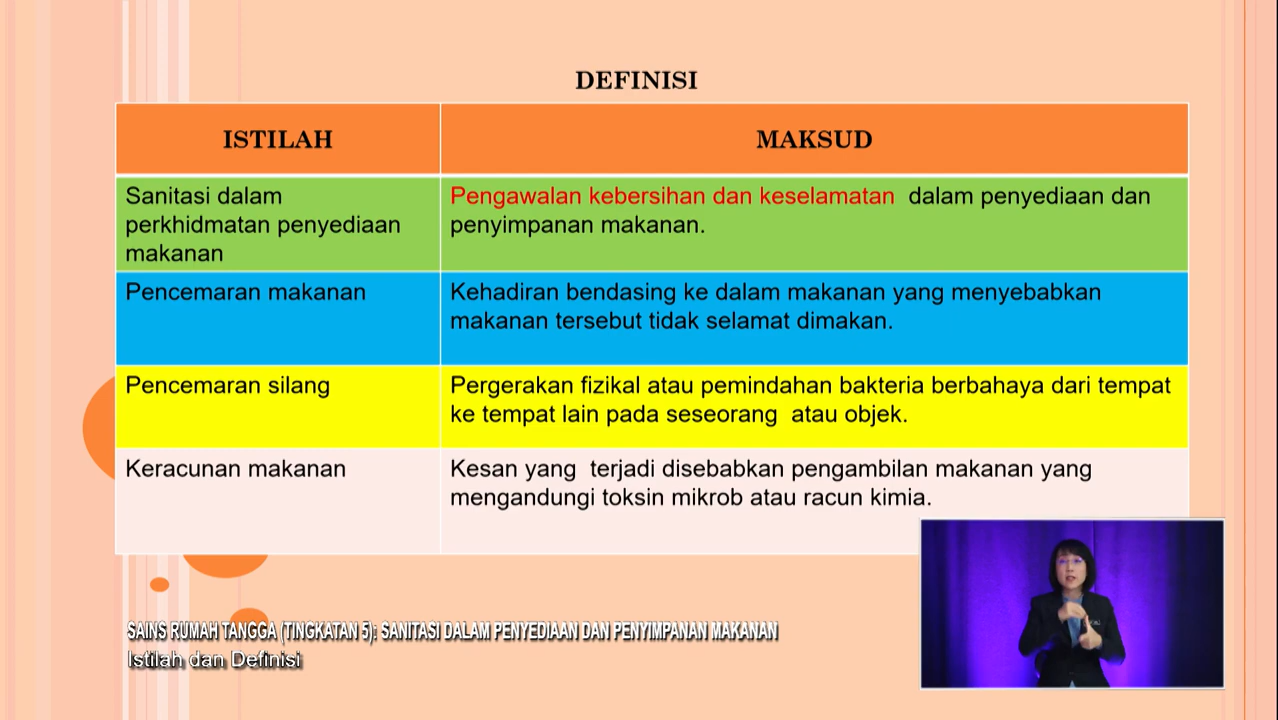 DEFINISI
ISTILAH
MAKSUD
Sanitasi dalam
perkhidmatan penyediaan
makanan
Pengawalan kebersihan dan keselamatan dalam penyediaan dan
penyimpanan makanan.
Pencemaran makanan
Kehadiran bendasing ke dalam makanan yang menyebabkan
makanan tersebut tidak selamat dimakan.
Pencemaran silang
Pergerakan fizikal atau pemindahan bakteria berbahaya dari tempat
ke tempat lain pada seseorang atau objek.
Keracunan makanan
Kesan yang terjadi disebabkan pengambilan makanan yang
mengandungi toksin mikrob atau racun kimia.
SAINS RUMAH TANGGA (TINGKATAN 5): SANITASI DALAM PENYEDIAAN DAN PENYIMPANAN MAKANAN
Istilah dan Definisi